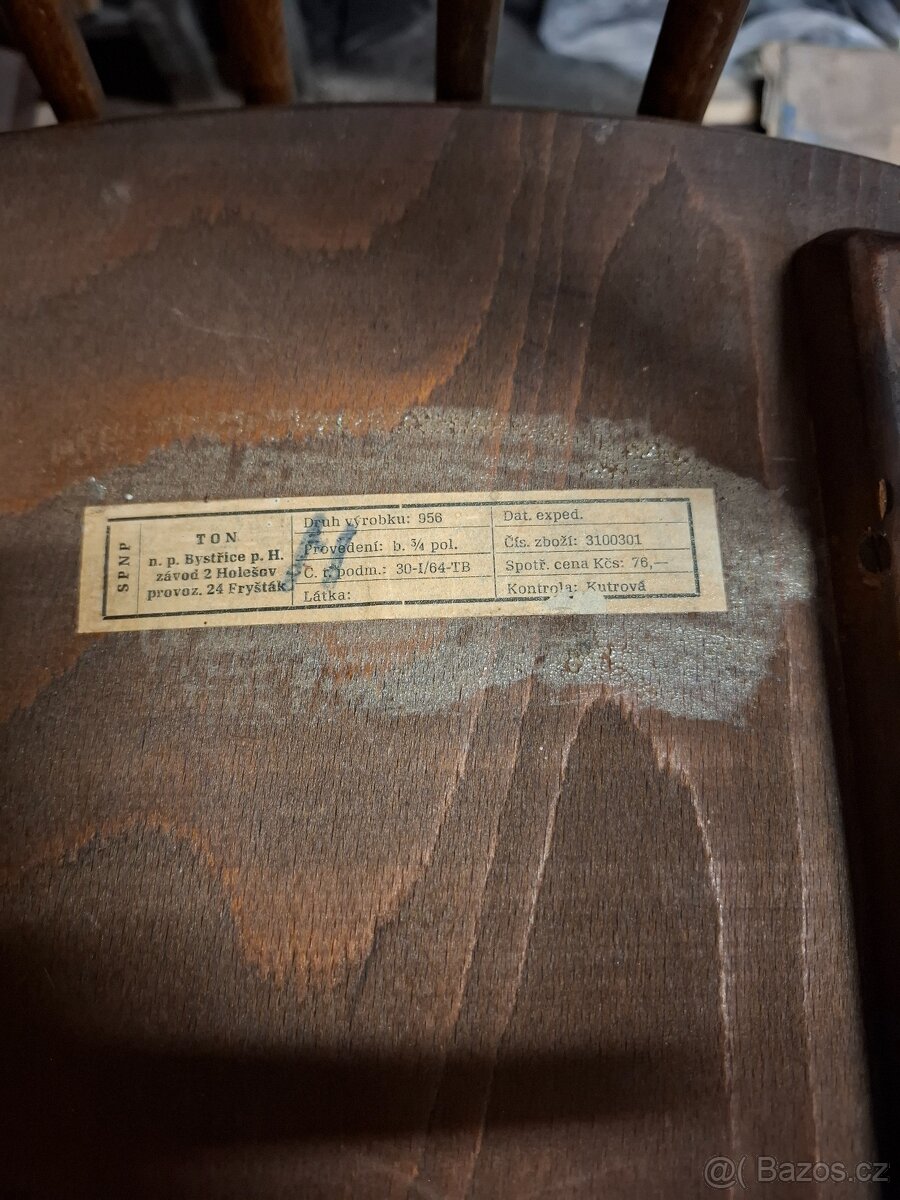 SPNP
TON
n. p. Bystřice p. H.
závod 2 Holešov
provoz. 24 Fryšták
Druh výrobku: 956
Provedení: b. ¾ pol.
Č. r. podm.: 30-I/64-TB
Látka:
Dat. exped.
Čís. zboží: 3100301
Spotř. cena Kčs: 76,—
Kontrola: Kutrová
H
@( Bazos.cz